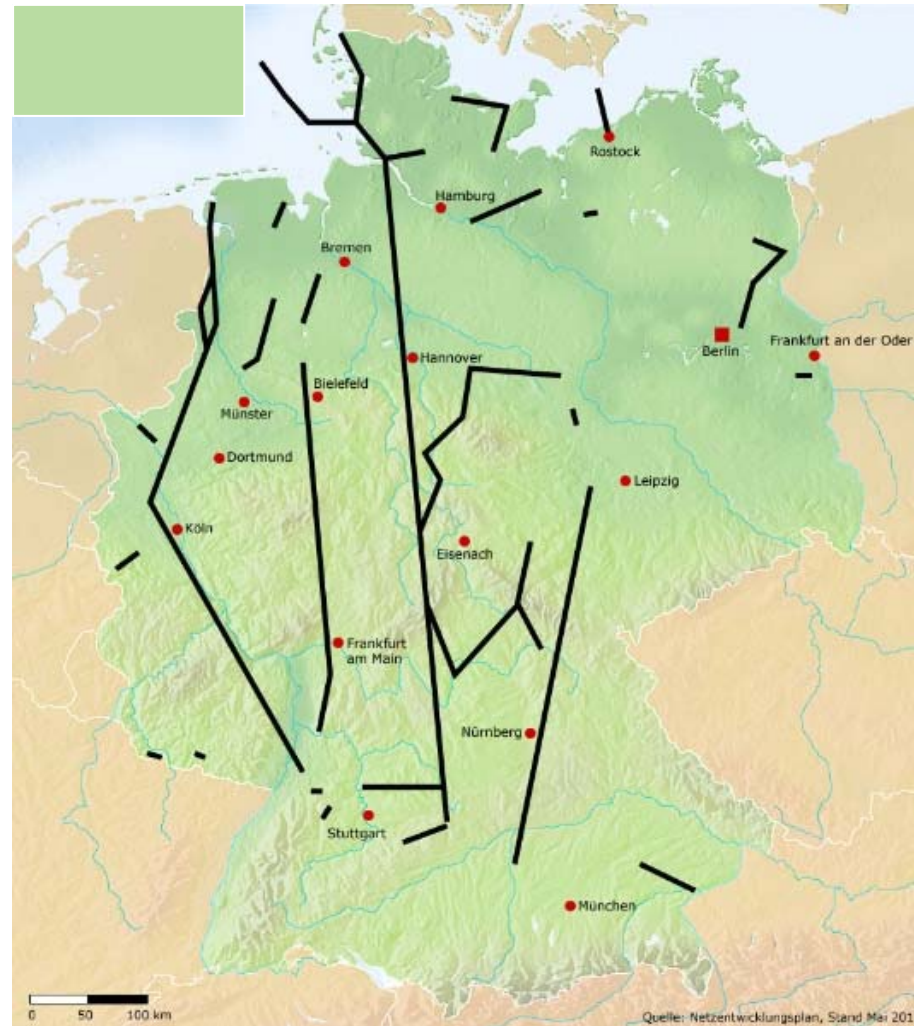 Rostock
Hamburg
Bremen
Berlin
Frankfurt an der Oder
Hannover
Bielefeld
Münster
Dortmund
Leipzig
Köln
Eisenach
Frankfurt
am Main
Nürnberg
Stuttgart
München
0 50 100 km
Quelle: Netzentwicklungsplan, Stand Mai 201